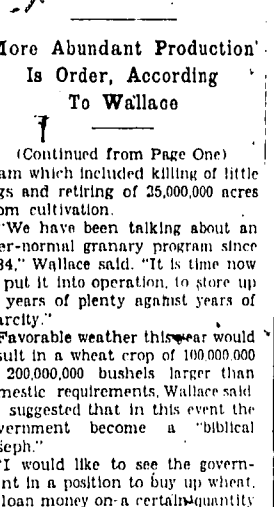 More Abundant Production'
Is Order, According
To Wallace
(Continued from Page One)
am which included killing of little
gs and retiring of 25,000,000 acres
om cultivation.
"We have been talking about an
er-normal granary program since
34," Wallace said. "It is time now
put it into operation, to store up
years of plenty against years of
arcity."
Favorable weather this year would
sult in a wheat crop of 100,000,000
200,000,000 bushels larger than
mestic requirements, Wallace said
suggested that in this event the
vernment become a "biblical
seph."
"I would like to see the govern-
nt in a position to buy up wheat,
loan money on a certain quantity